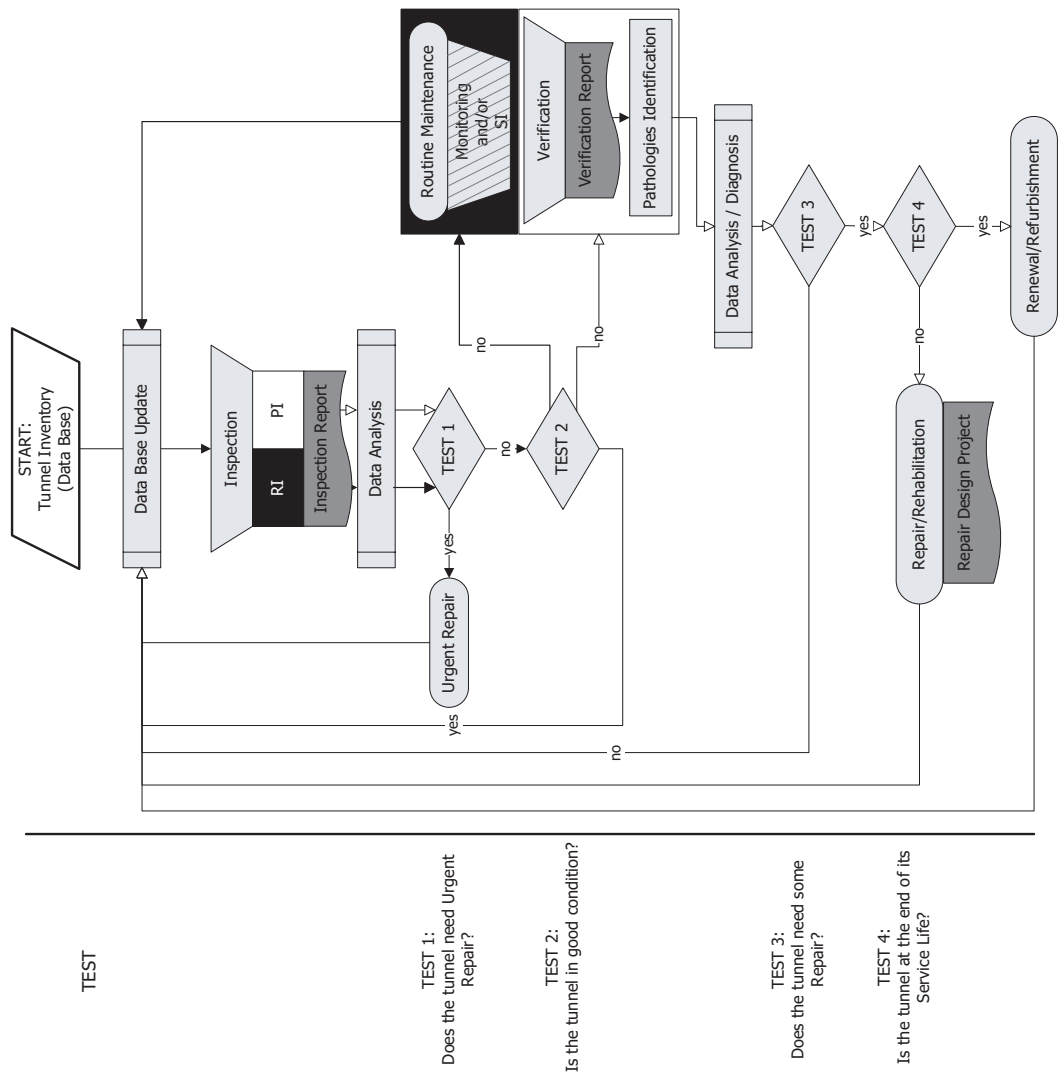 START:
Tunnel Inventory
(Data Base)
Data Base Update
Inspection
RI
PI
Inspection Report
Data Analysis
TEST 1
yes
Urgent Repair
no
TEST 2
yes
no
no
Routine Maintenance
Monitoring
and/or
SI
Verification
Verification Report
Pathologies Identification
Data Analysis / Diagnosis
TEST 3
no
yes
TEST 4
no
yes
Repair/Rehabilitation
Repair Design Project
Renewal/Refurbishment
TEST
TEST 1:
Does the tunnel need Urgent
Repair?
TEST 2:
Is the tunnel in good condition?
TEST 3:
Does the tunnel need some
Repair?
TEST 4:
Is the tunnel at the end of its
Service Life?